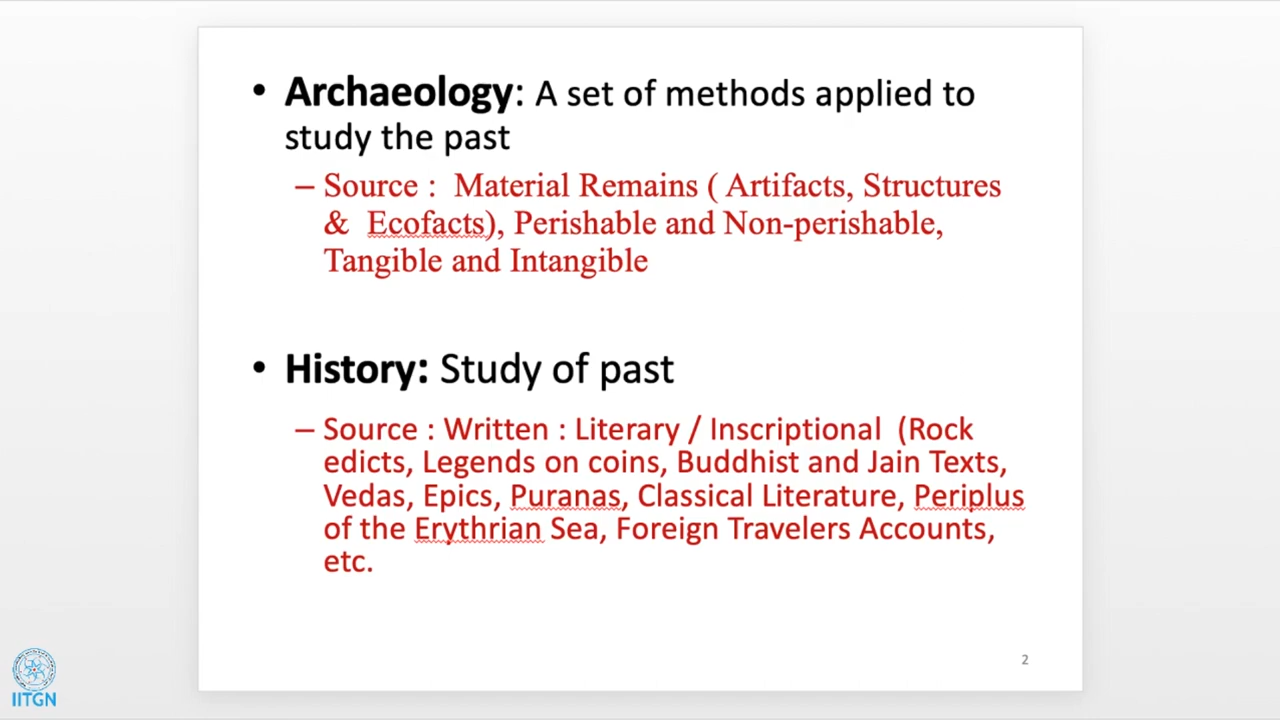 • Archaeology: A set of methods applied to
study the past
– Source : Material Remains ( Artifacts, Structures
& Ecofacts), Perishable and Non-perishable,
Tangible and Intangible
• History: Study of past
– Source : Written : Literary / Inscriptional (Rock
edicts, Legends on coins, Buddhist and Jain Texts,
Vedas, Epics, Puranas, Classical Literature, Periplus
of the Erythrian Sea, Foreign Travelers Accounts,
etc.
2
IITGN